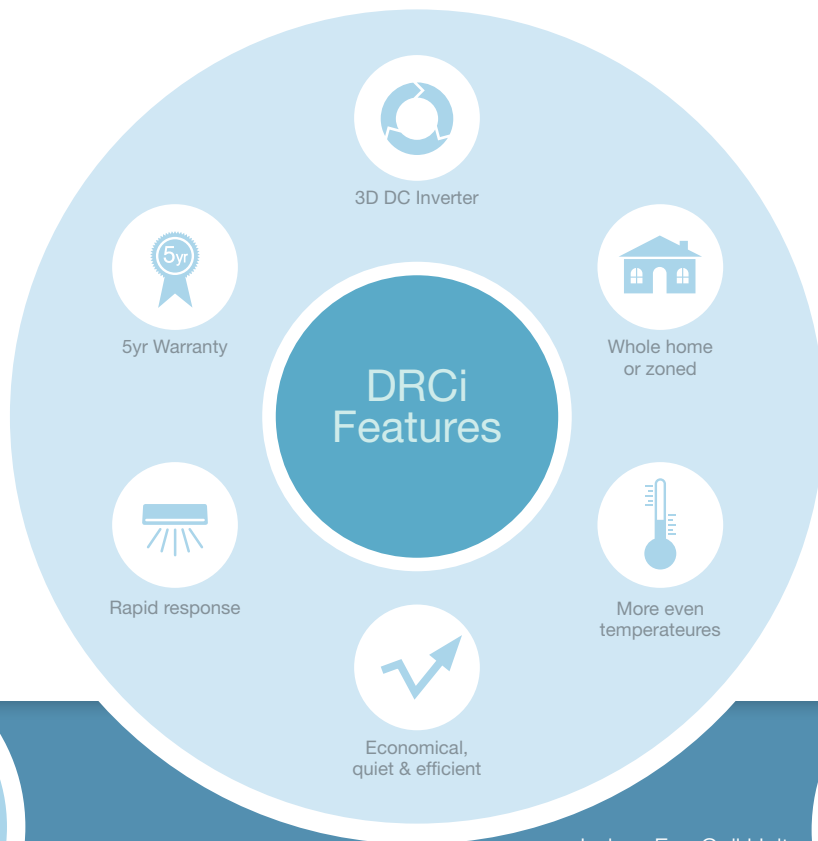 3D DC Inverter
5yr
5yr Warranty
Whole home
or zoned
DRCi
Features
Rapid response
More even
temperateures
Economical,
quiet & efficient